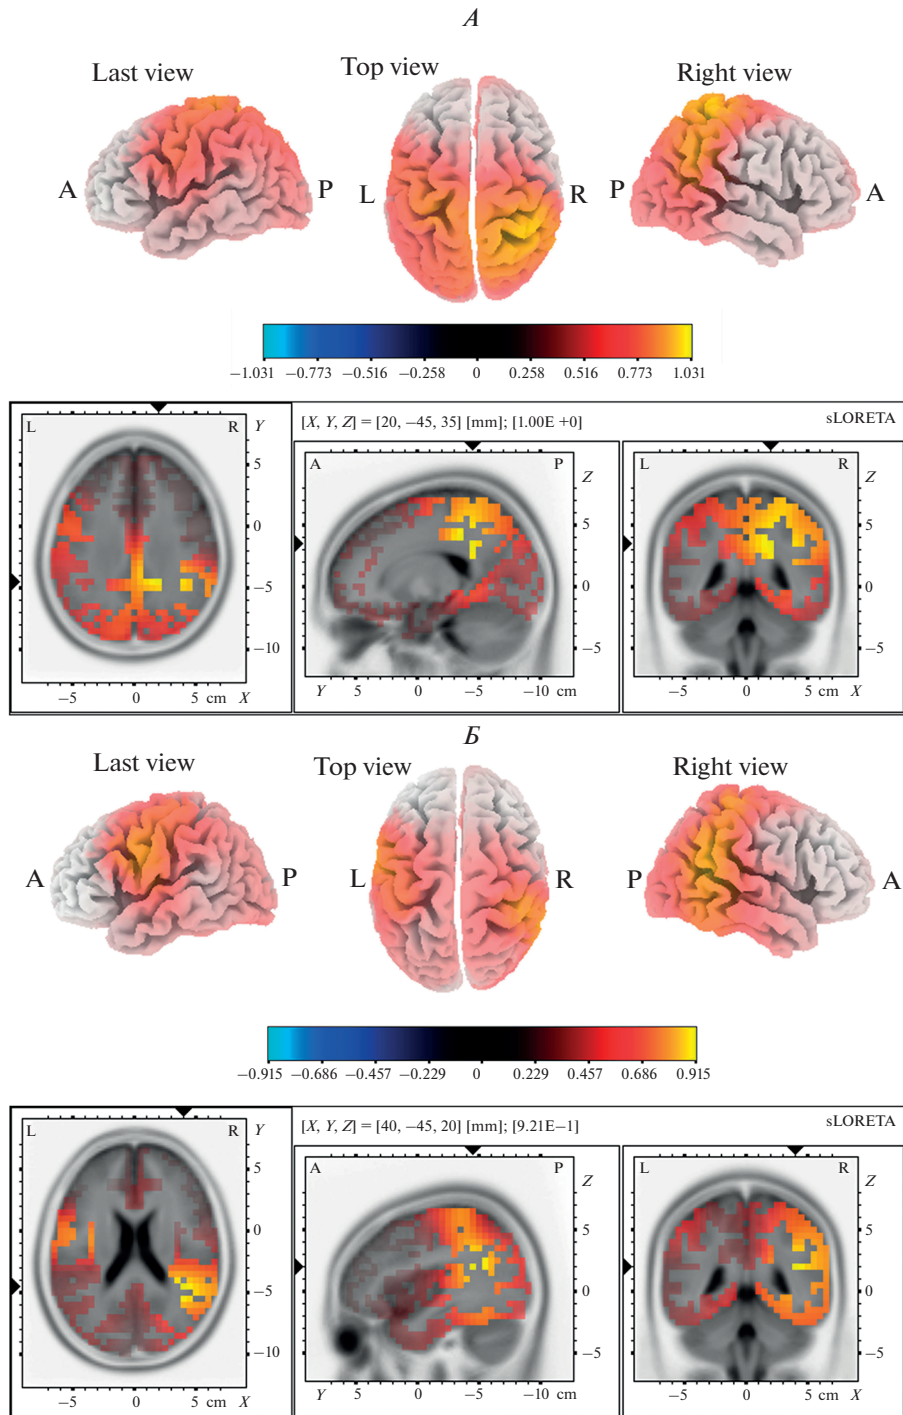 А
Last view Top view Right view
A P L R P A
−1.031 −0.773 −0.516 −0.258 0 0.258 0.516 0.773 1.031
[X, Y, Z] = [20, −45, 35] [mm]; [1.00E +0] sLORETA
L R Y
5
0
−5
−10
−5 0 5 cm X
A P Z
5
0
−5
Y 5 0 −5 −10 cm
L R Z
5
0
−5
−5 0 5 cm X
Б
Last view Top view Right view
A P L R P A
−0.915 −0.686 −0.457 −0.229 0 0.229 0.457 0.686 0.915
[X, Y, Z] = [40, −45, 20] [mm]; [9.21E−1] sLORETA
L R Y
5
0
−5
−10
−5 0 5 cm X
A P Z
5
0
−5
Y 5 0 −5 −10 cm
L R Z
5
0
−5
−5 0 5 cm X